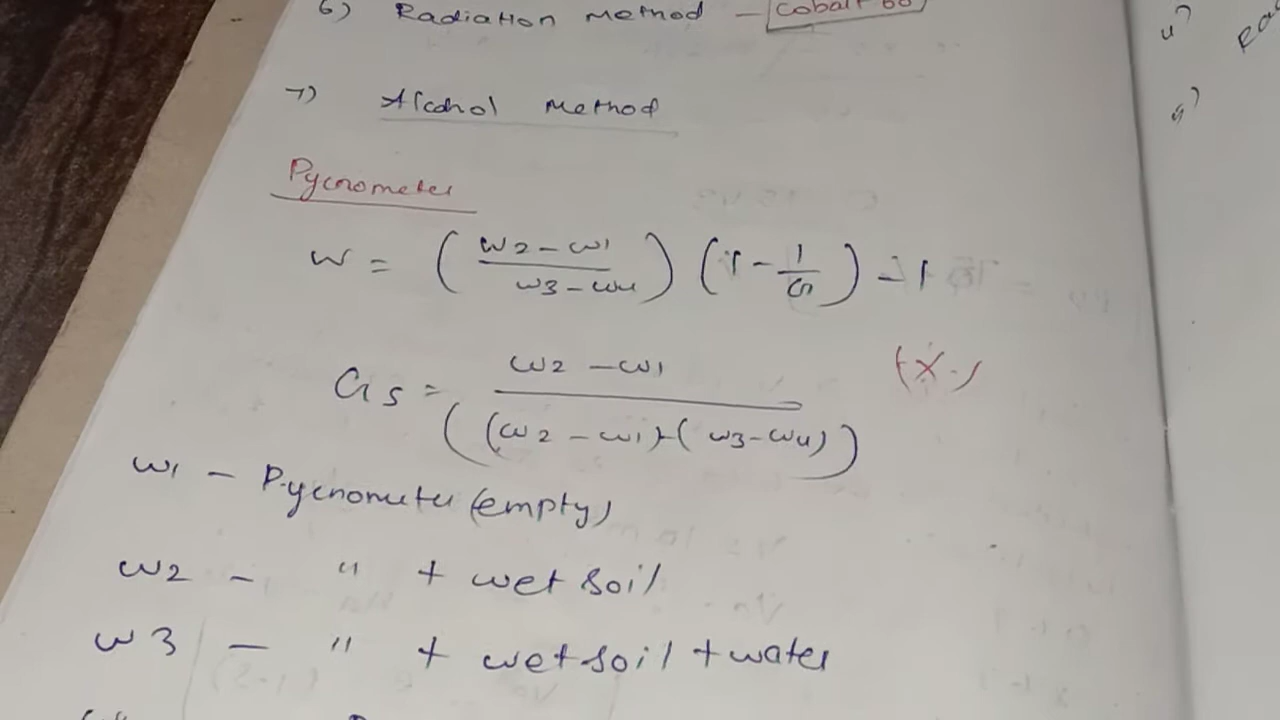 6) Radiation Method - Cobalt 60
7) Alcohol Method
Pycnometer
w = (w2-w1/w3-w4) (1-1/G) -1
Gs = w2-w1/((w2-w1)-(w3-w4)) (x.)
w1 - Pycnometer (empty)
w2 - " + wet soil
w3 - " + wet soil + water
4)